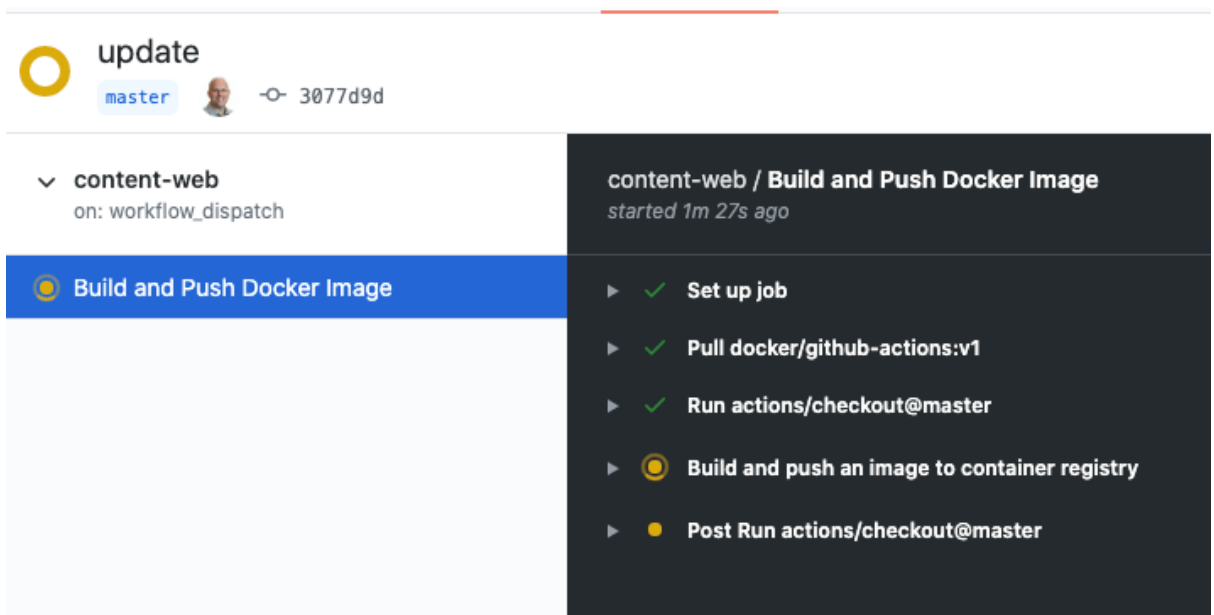 update
master 3077d9d
content-web
on: workflow_dispatch
Build and Push Docker Image
content-web / Build and Push Docker Image
started 1m 27s ago
Set up job
Pull docker/github-actions:v1
Run actions/checkout@master
Build and push an image to container registry
Post Run actions/checkout@master